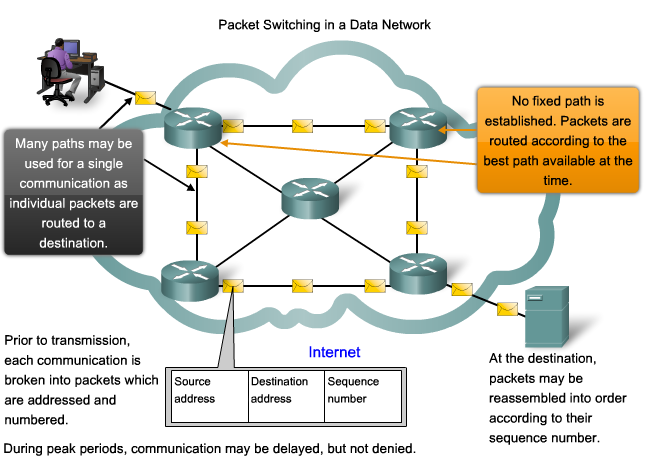 Packet Switching in a Data Network
No fixed path is
established. Packets are
routed according to the
best path available at the
time.
Many paths may be
used for a single
communication as
individual packets are
routed to a
destination.
Prior to transmission,
each communication is
broken into packets which
are addressed and
numbered.
Internet
Source
address
Destination
address
Sequence
number
At the destination,
packets may be
reassembled into order
according to their
sequence number.
During peak periods, communication may be delayed, but not denied.